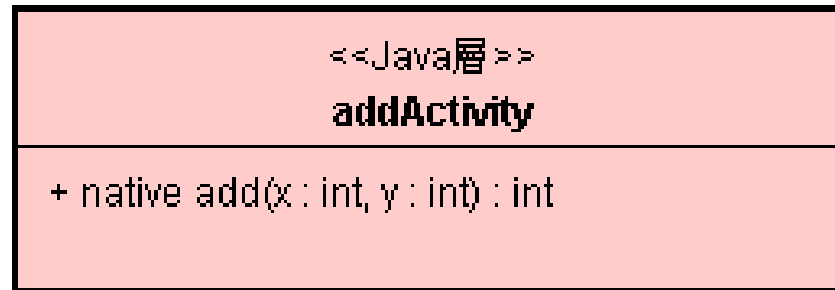 <<Java層>>
addActivity
+ native add(x : int, y : int) : int